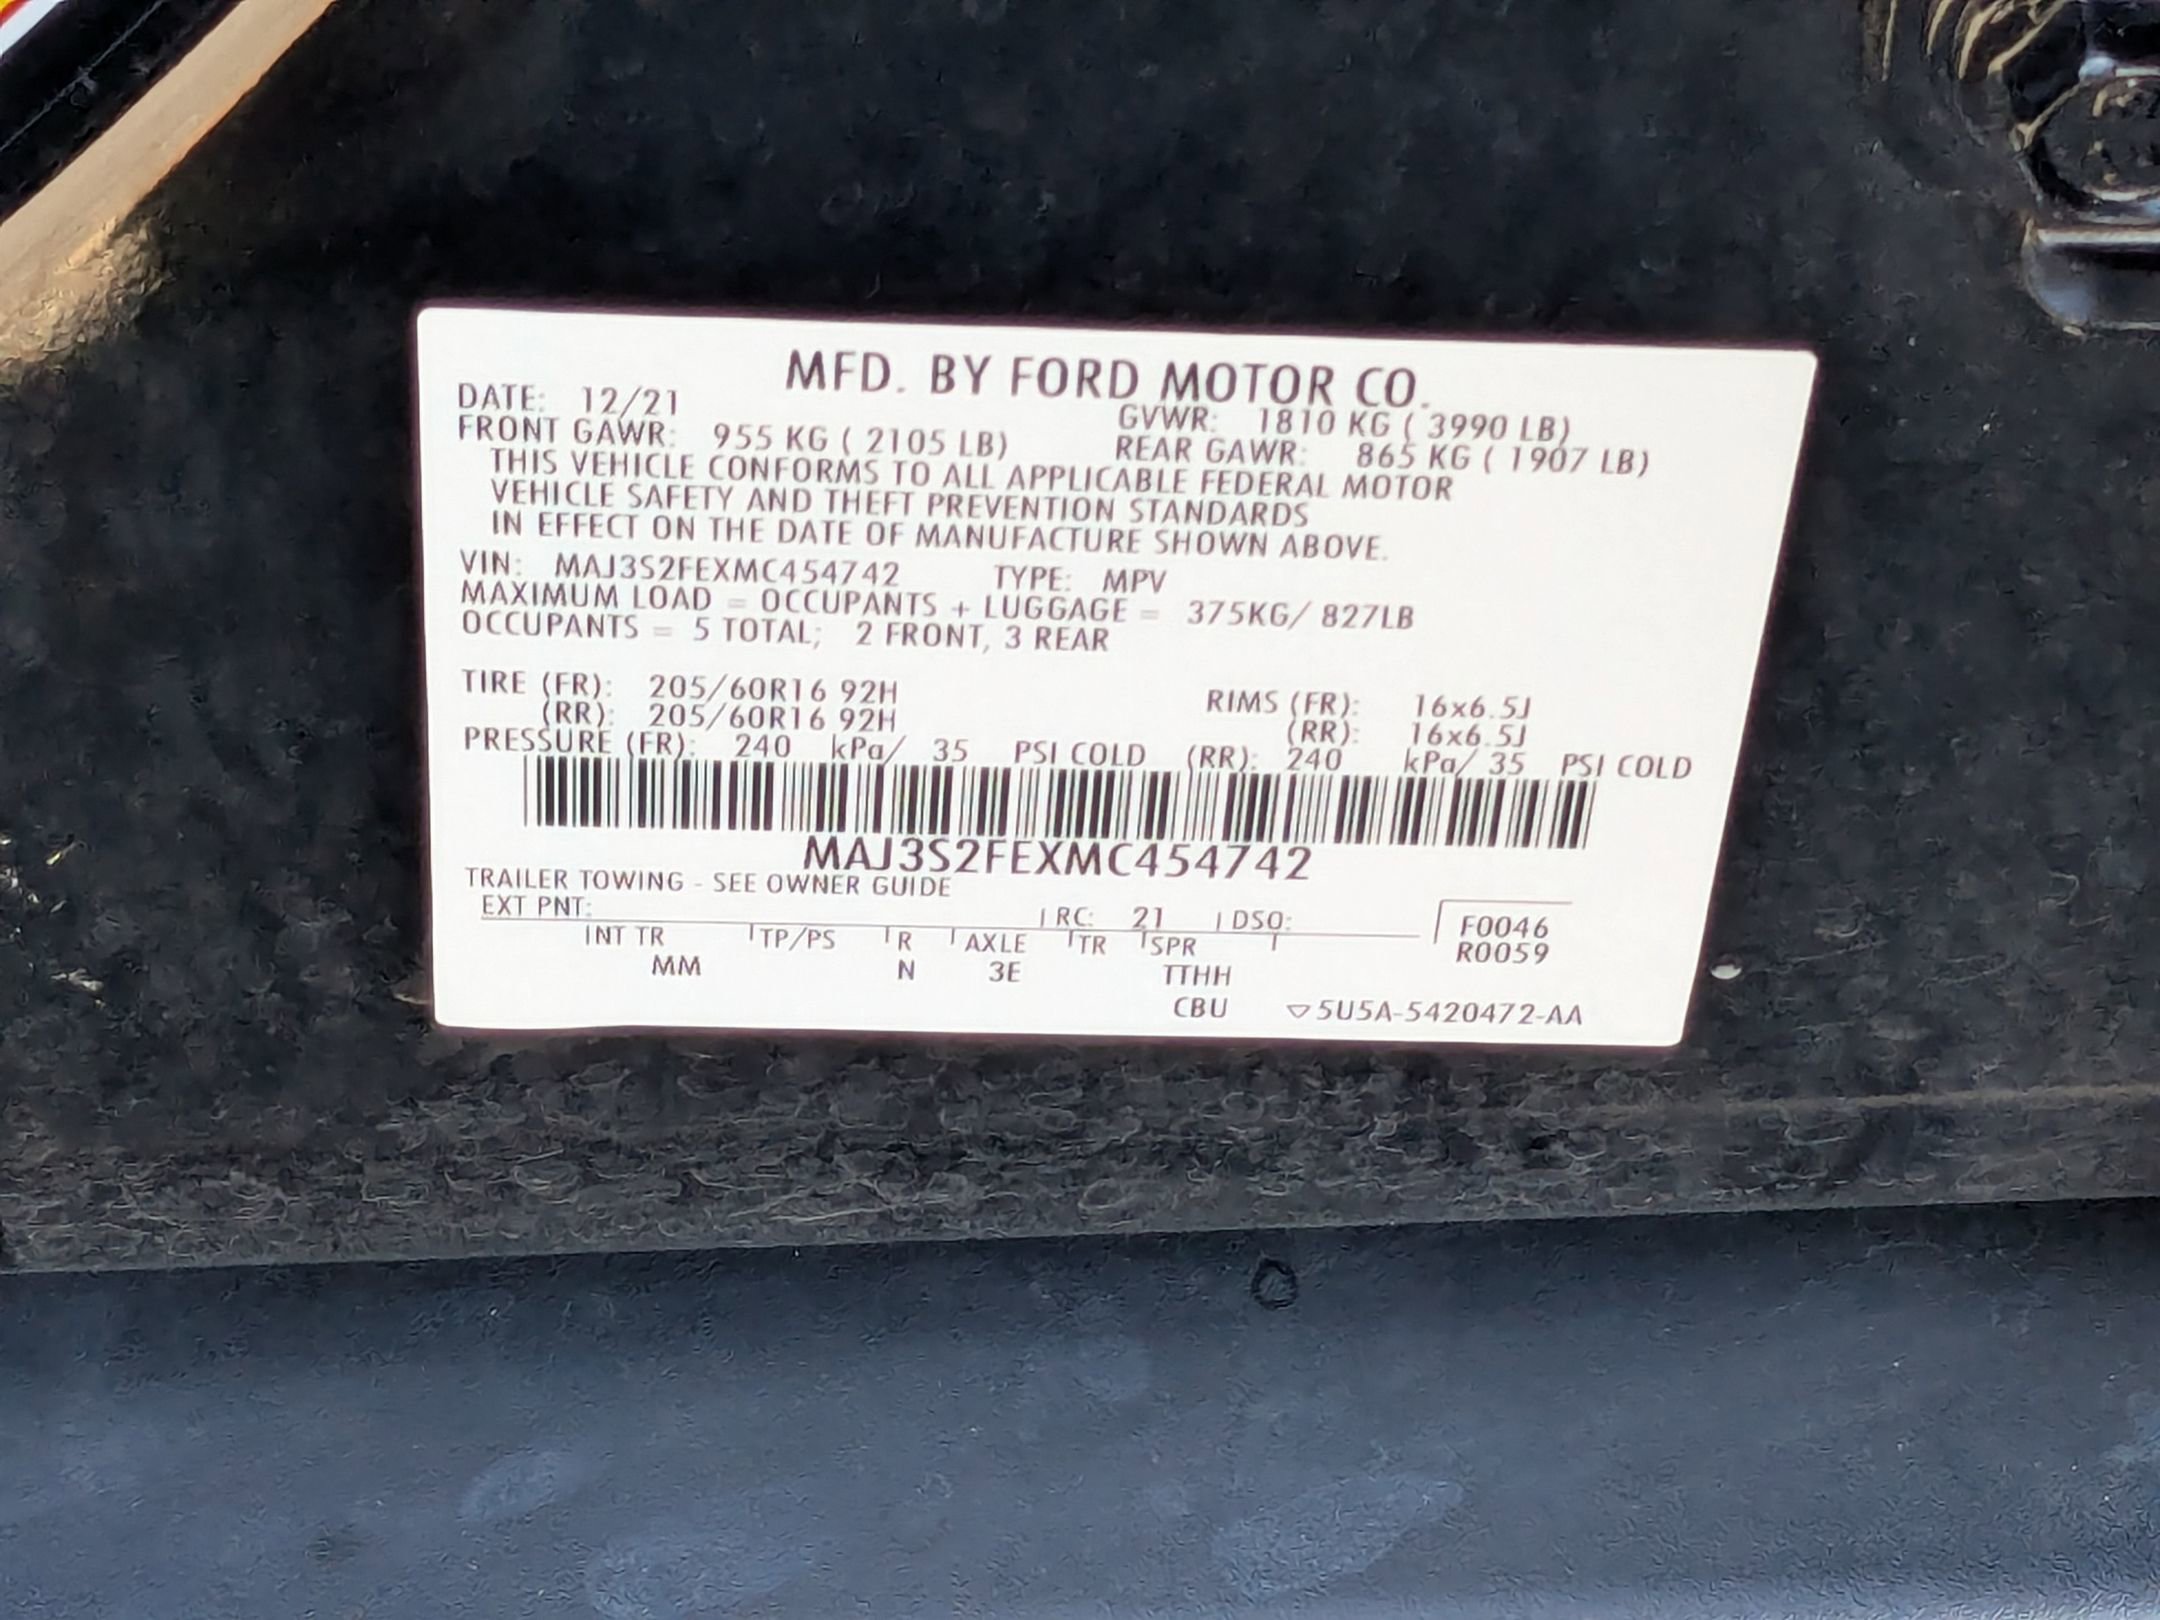 MFD. BY FORD MOTOR CO.
DATE: 12/21 GVWR: 1810 KG ( 3990 LB)
FRONT GAWR: 955 KG ( 2105 LB) REAR GAWR: 865 KG ( 1907 LB)
THIS VEHICLE CONFORMS TO ALL APPLICABLE FEDERAL MOTOR
VEHICLE SAFETY AND THEFT PREVENTION STANDARDS
IN EFFECT ON THE DATE OF MANUFACTURE SHOWN ABOVE.
VIN: MAJ3S2FEXMC454742 TYPE: MPV
MAXIMUM LOAD = OCCUPANTS + LUGGAGE = 375KG/ 827LB
OCCUPANTS = 5 TOTAL; 2 FRONT, 3 REAR
TIRE (FR): 205/60R16 92H RIMS (FR): 16x6.5J
(RR): 205/60R16 92H (RR): 16x6.5J
PRESSURE (FR): 240 kPa/ 35 PSI COLD (RR): 240 kPa/ 35 PSI COLD
MAJ3S2FEXMC454742
TRAILER TOWING - SEE OWNER GUIDE
EXT PNT: RC: 21 DSO: F0046
INT TR TP/PS R AXLE TR SPR R0059
MM N 3E TTHH
CBU ▽5U5A-5420472-AA